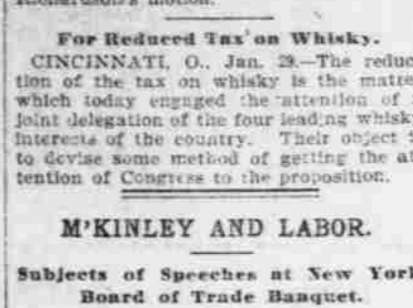 For Reduced Tax on Whisky.
CINCINNATI, O., Jan. 29.—The reduc
tion of the tax on whisky is the matte
which today engaged the attention of
joint delegation of the four leading whisk
interests of the country. Their object
to devise some method of getting the at
tention of Congress to the proposition.
M'KINLEY AND LABOR.
Subjects of Speeches at New York
Board of Trade Banquet.